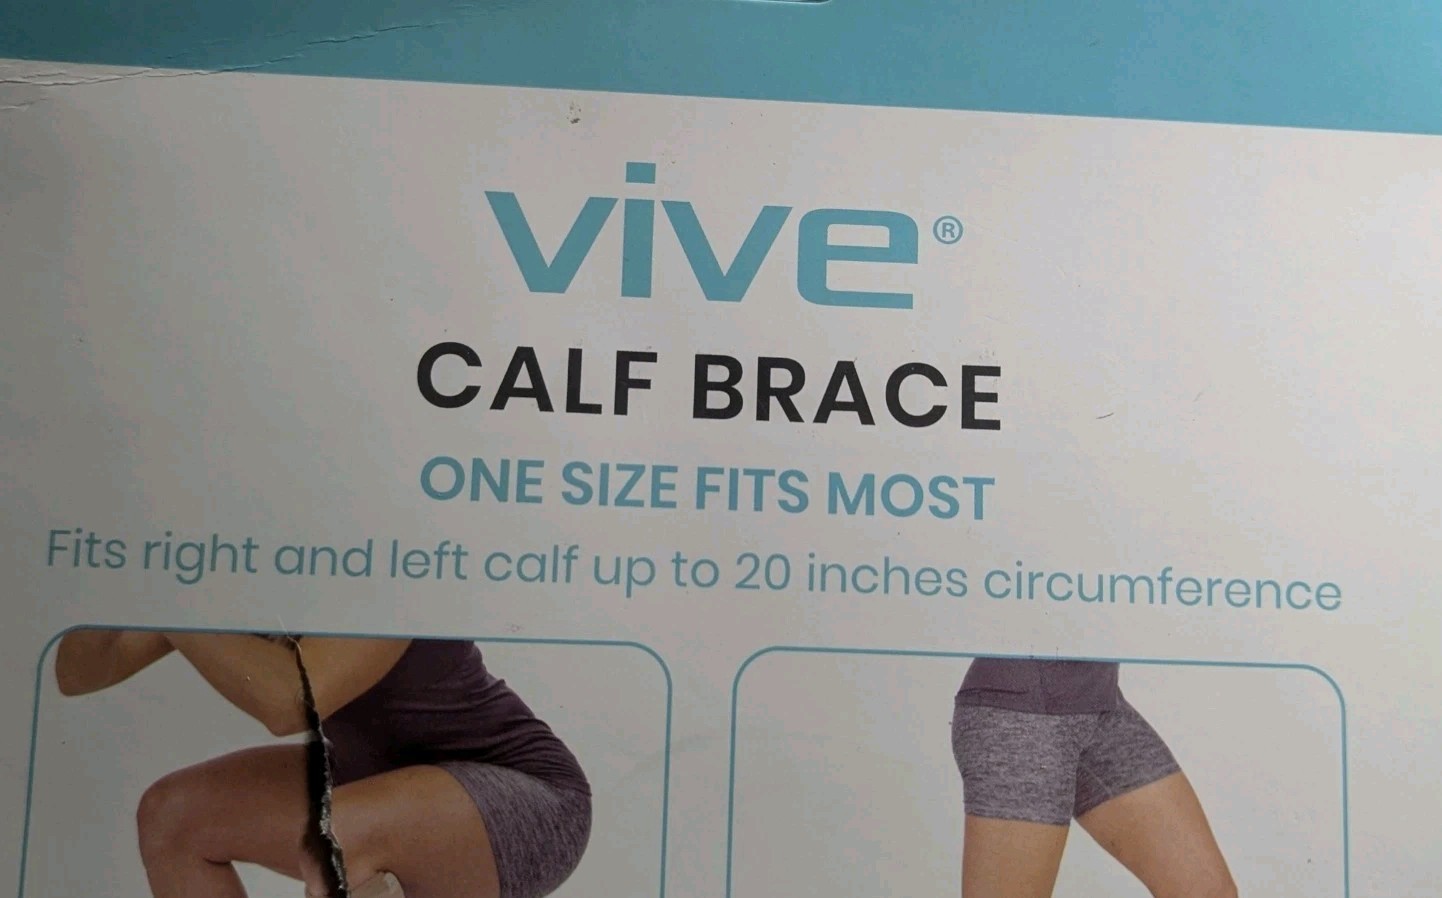 vive®
CALF BRACE
ONE SIZE FITS MOST
Fits right and left calf up to 20 inches circumference